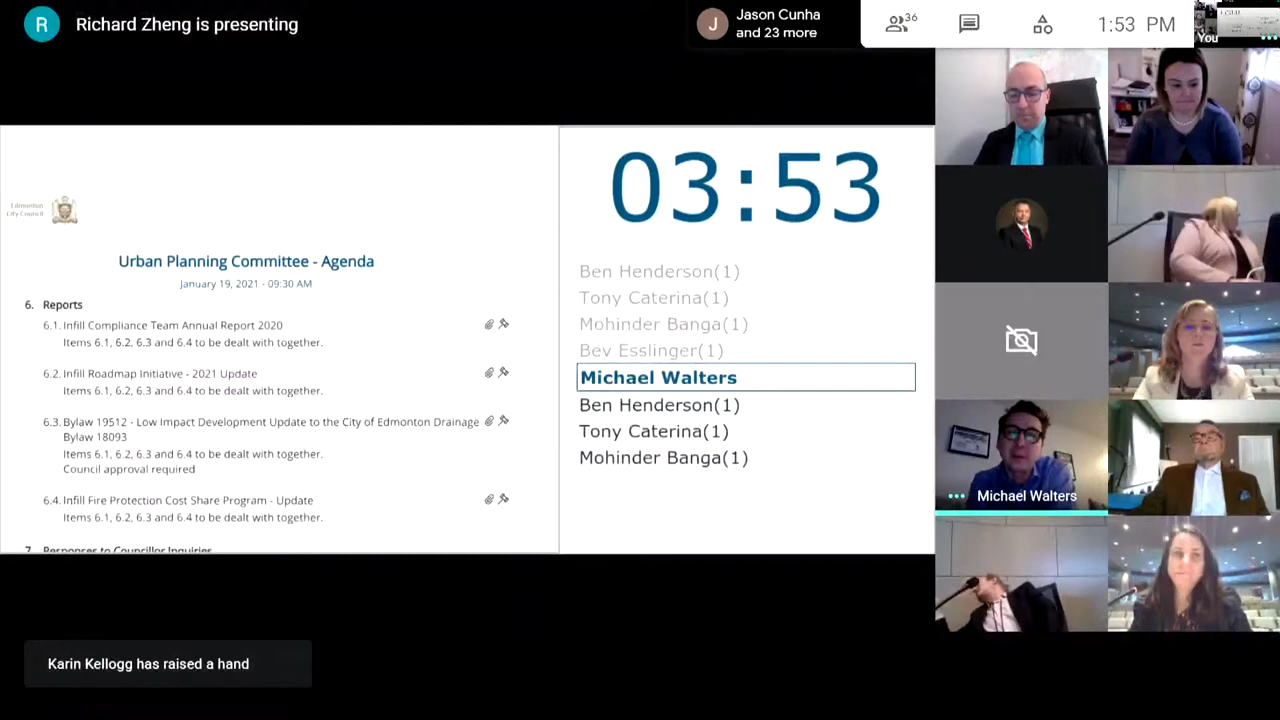 R Richard Zheng is presenting
J Jason Cunha
and 23 more
36
1:53 PM
You
Edmonton
City Council
Urban Planning Committee - Agenda
January 19, 2021 - 09:30 AM
6. Reports
6.1. Infill Compliance Team Annual Report 2020
Items 6.1, 6.2, 6.3 and 6.4 to be dealt with together.
6.2. Infill Roadmap Initiative - 2021 Update
Items 6.1, 6.2, 6.3 and 6.4 to be dealt with together.
6.3. Bylaw 19512 - Low Impact Development Update to the City of Edmonton Drainage
Bylaw 18093
Items 6.1, 6.2, 6.3 and 6.4 to be dealt with together.
Council approval required
6.4. Infill Fire Protection Cost Share Program - Update
Items 6.1, 6.2, 6.3 and 6.4 to be dealt with together.
7. Responses to Councillor Inquiries
03:53
Ben Henderson(1)
Tony Caterina(1)
Mohinder Banga(1)
Bev Esslinger(1)
Michael Walters
Ben Henderson(1)
Tony Caterina(1)
Mohinder Banga(1)
Michael Walters
Karin Kellogg has raised a hand